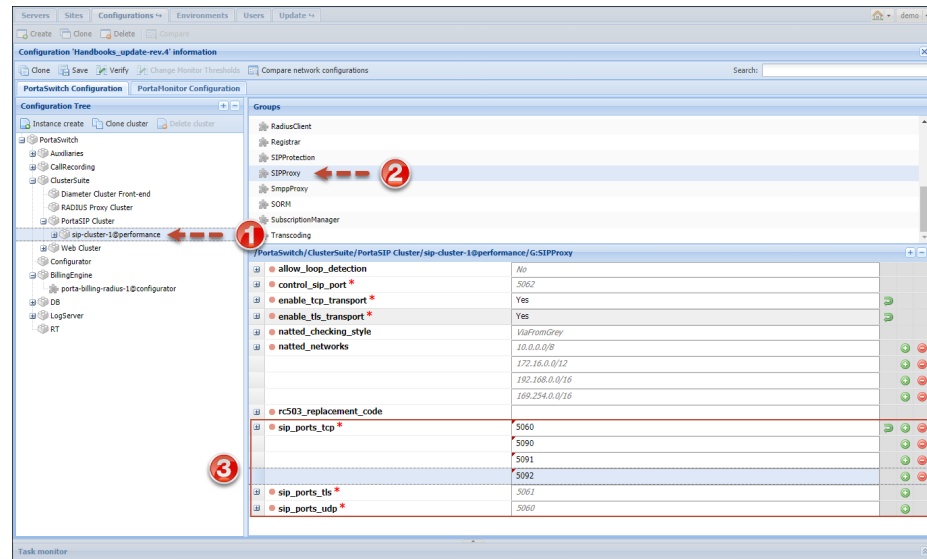 Servers Sites Configurations Environments Users Update demo
Create Clone Delete Compare
Configuration 'Handbooks_update-rev.4' information
Clone Save Verify Change Monitor Thresholds Compare network configurations Search:
PortaSwitch Configuration PortaMonitor Configuration
Configuration Tree
Instance create Clone cluster Delete cluster
PortaSwitch
Auxiliaries
CallRecording
ClusterSuite
Diameter Cluster Front-end
RADIUS Proxy Cluster
PortaSIP Cluster
sip-cluster-1@performance
1
Web Cluster
Configurator
BillingEngine
porta-billing-radius-1@configurator
DB
LogServer
RT
Groups
RadiusClient
Registrar
SIPProtection
SIPProxy
2
SmppProxy
SORM
SubscriptionManager
Transcoding
/PortaSwitch/ClusterSuite/PortaSIP Cluster/sip-cluster-1@performance/G:SIPProxy
allow_loop_detection No
control_sip_port * 5062
enable_tcp_transport * Yes
enable_tls_transport * Yes
natted_checking_style ViaFromGrey
natted_networks 10.0.0.0/8
172.16.0.0/12
192.168.0.0/16
169.254.0.0/16
rc503_replacement_code
sip_ports_tcp * 5060
5090
5091
3
5092
sip_ports_tls * 5061
sip_ports_udp * 5060
Task monitor